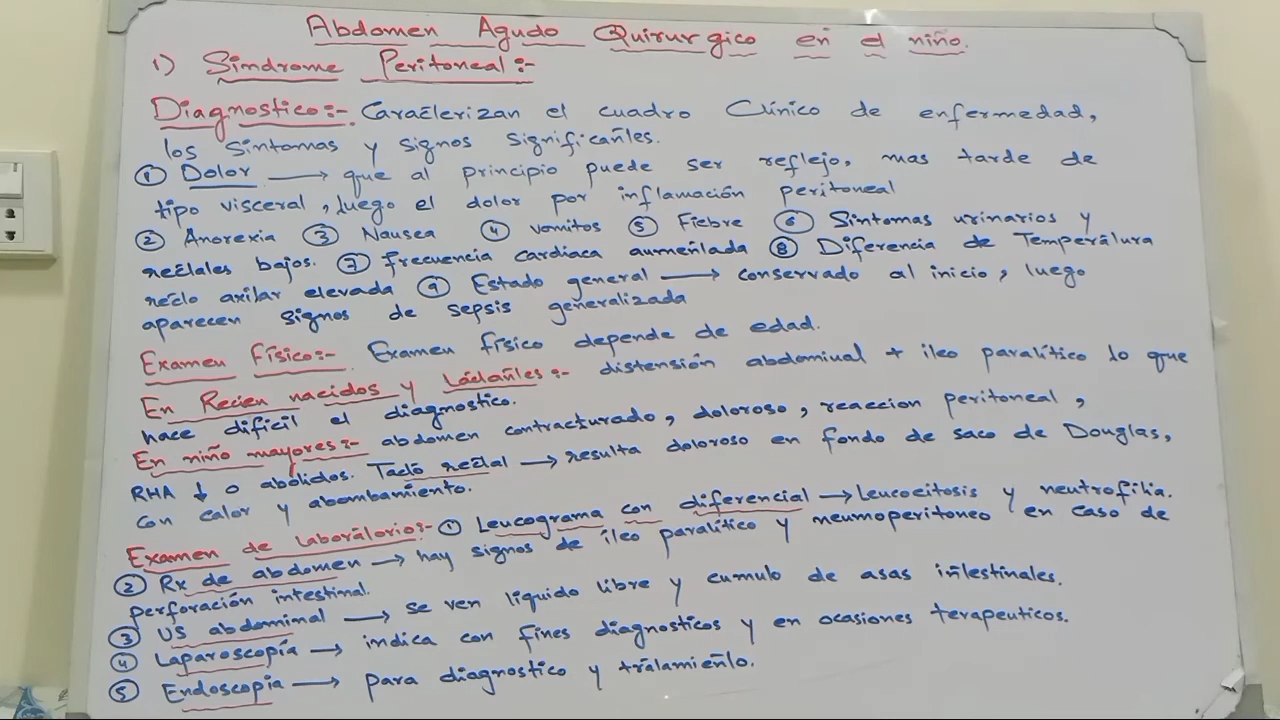 Abdomen Agudo Quirurgico en el niño.
1) Sindrome Peritoneal:-
Diagnostico:- Caracterizan el cuadro Clínico de enfermedad,
los sintomas y signos significantes.
① Dolor → que al principio puede ser reflejo, mas tarde de
tipo visceral, luego el dolor por inflamación peritoneal
② Anorexia ③ Nausea ④ vomitos ⑤ Fiebre ⑥ Sintomas urinarios y
rectales bajos. ⑦ frecuencia cardiaca aumentada ⑧ Diferencia de Temperatura
recto axilar elevada ⑨ Estado general → conservado al inicio, luego
aparecen signos de sepsis generalizada
Examen Físico:- Examen físico depende de edad.
En Recien nacidos y Lactantes:- distensión abdominal + ileo paralítico lo que
hace dificil el diagnostico.
En niño mayores:- abdomen contracturado, doloroso, reaccion peritoneal,
RHA ↓ o abolidos. Tacto rectal → resulta doloroso en fondo de saco de Douglas,
con calor y abombamiento.
Examen de Laboratorio:- ① Leucograma con diferencial → Leucocitosis y neutrofilia.
② Rx de abdomen → hay signos de íleo paralítico y neumoperitoneo en caso de
perforación intestinal.
③ US abdominal → se ven liquido libre y cumulo de asas intestinales.
④ Laparoscopía → indica con fines diagnosticos y en ocasiones terapeuticos.
⑤ Endoscopia → para diagnostico y tratamiento.